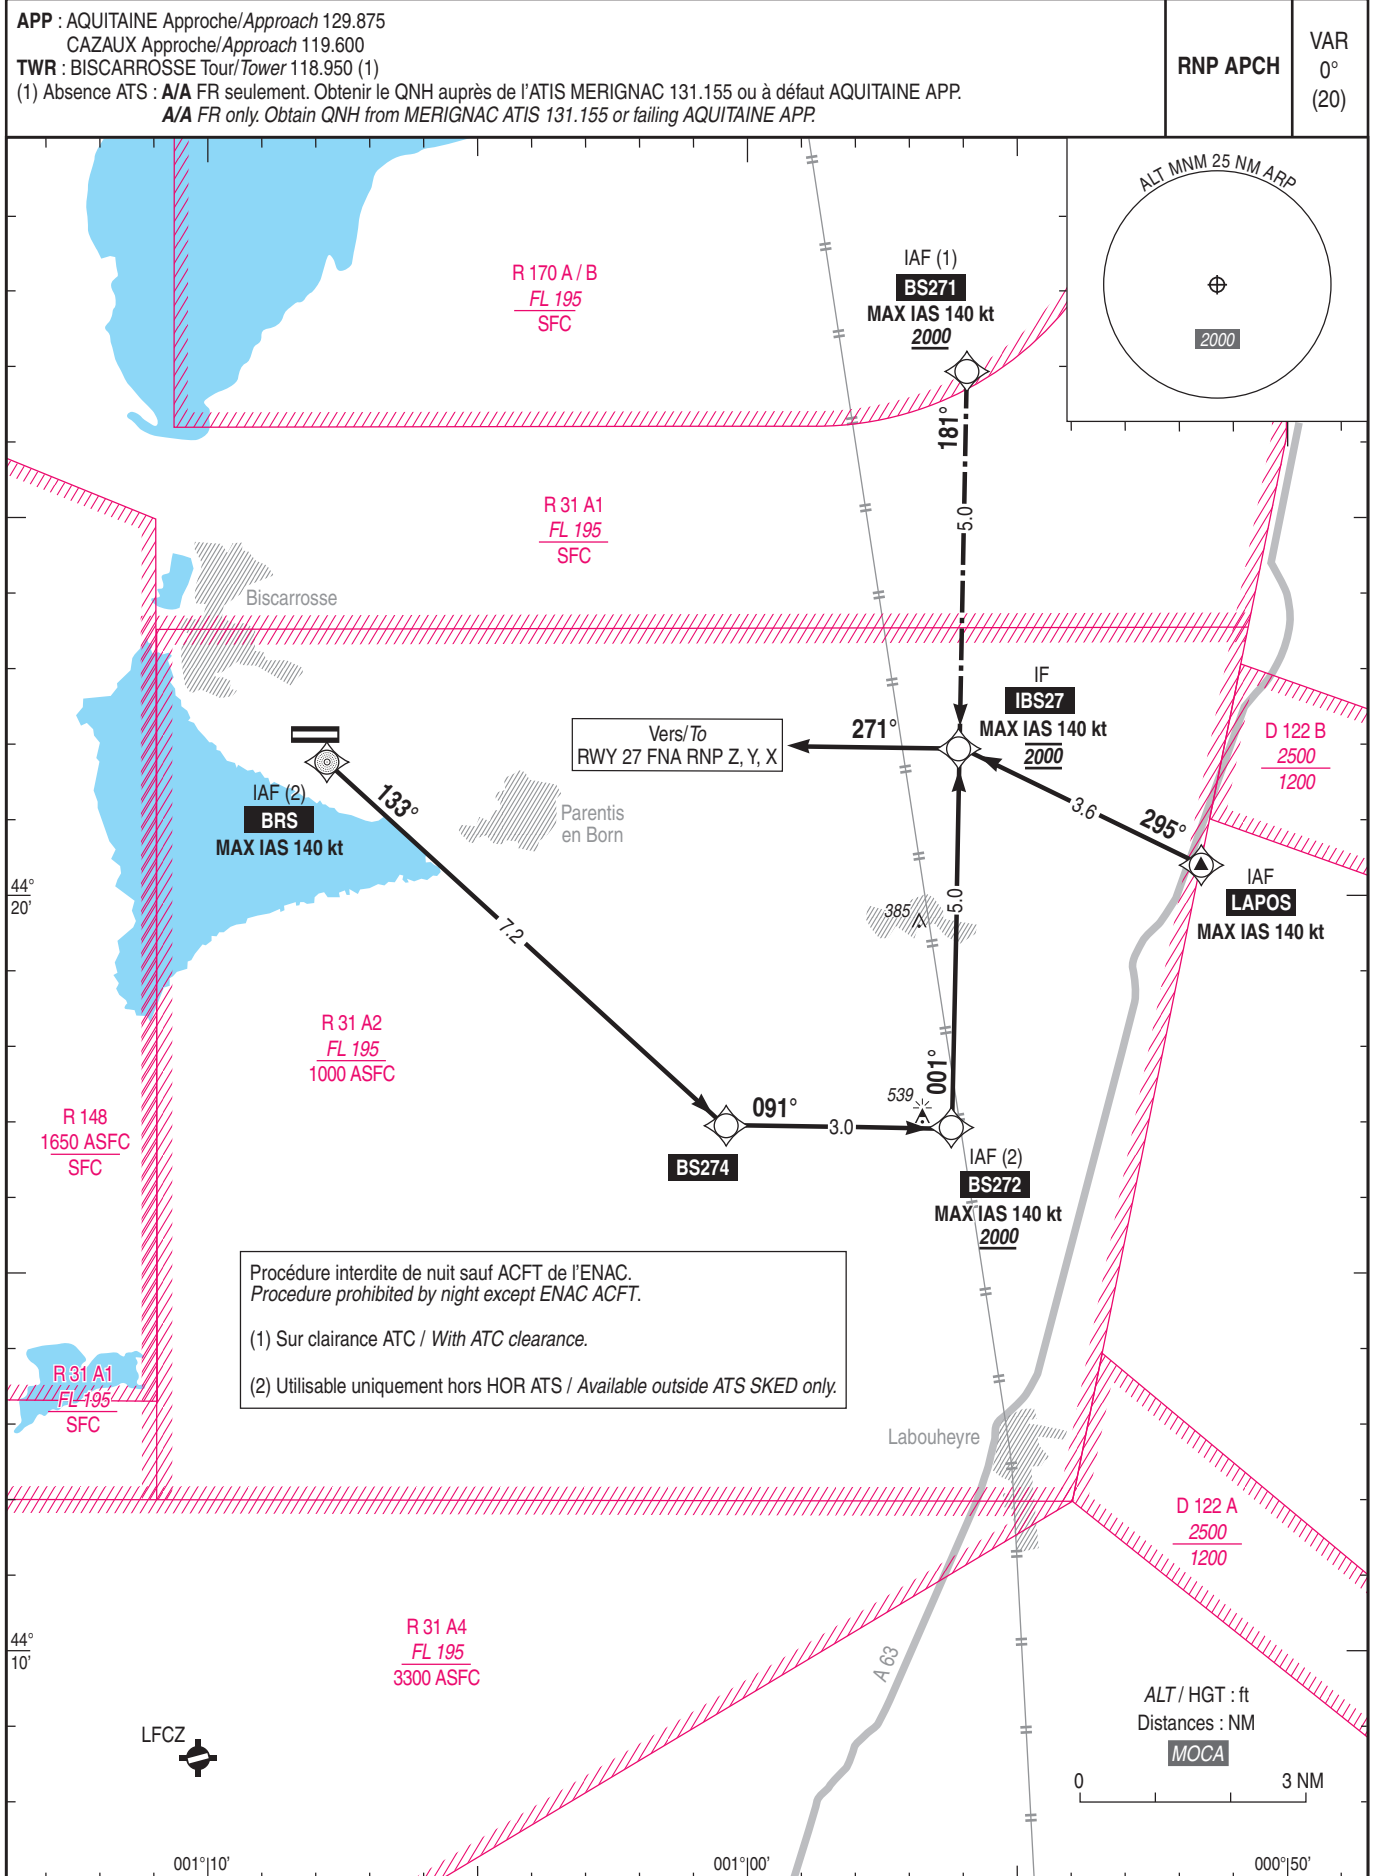 APP : AQUITAINE Approche/Approach 129.875
CAZAUX Approche/Approach 119.600
TWR : BISCARROSSE Tour/Tower 118.950 (1)
(1) Absence ATS : A/A FR seulement. Obtenir le QNH auprès de l'ATIS MERIGNAC 131.155 ou à défaut AQUITAINE APP.
A/A FR only. Obtain QNH from MERIGNAC ATIS 131.155 or failing AQUITAINE APP.
RNP APCH
VAR
0°
(20)
ALT MNM 25 NM ARP
2000
R 170 A / B
FL 195
SFC
IAF (1)
BS271
MAX IAS 140 kt
2000
181°
5.0
R 31 A1
FL 195
SFC
Biscarrosse
IF
IBS27
MAX IAS 140 kt
2000
271°
Vers/To
RWY 27 FNA RNP Z, Y, X
D 122 B
2500
1200
IAF (2)
BRS
MAX IAS 140 kt
133°
Parentis
en Born
3.6
295°
IAF
LAPOS
MAX IAS 140 kt
44°
20'
7.2
385
5.0
R 31 A2
FL 195
1000 ASFC
001°
539
R 148
1650 ASFC
SFC
091°
3.0
BS274
IAF (2)
BS272
MAX IAS 140 kt
2000
Procédure interdite de nuit sauf ACFT de l'ENAC.
Procedure prohibited by night except ENAC ACFT.
(1) Sur clairance ATC / With ATC clearance.
(2) Utilisable uniquement hors HOR ATS / Available outside ATS SKED only.
R 31 A1
FL 195
SFC
Labouheyre
D 122 A
2500
1200
R 31 A4
FL 195
3300 ASFC
44°
10'
A 63
LFCZ
ALT / HGT : ft
Distances : NM
MOCA
0
3 NM
001°10'
001°00'
000°50'